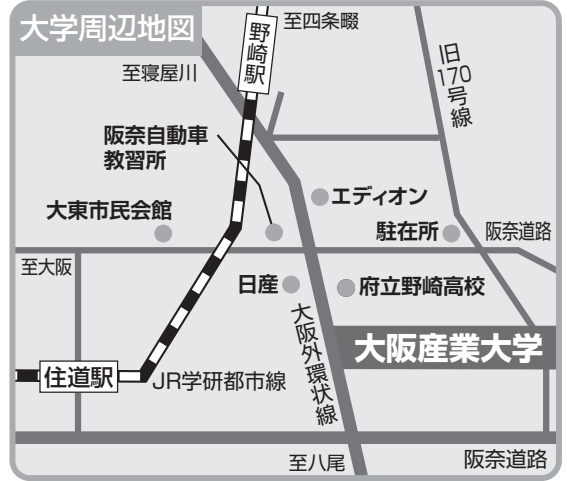 大学周辺地図
至四条畷
野崎駅
至寝屋川
旧170号線
阪奈自動車
教習所
エディオン
大東市民会館
駐在所
阪奈道路
至大阪
日産
府立野崎高校
大阪外環状線
大阪産業大学
住道駅
JR学研都市線
至八尾
阪奈道路